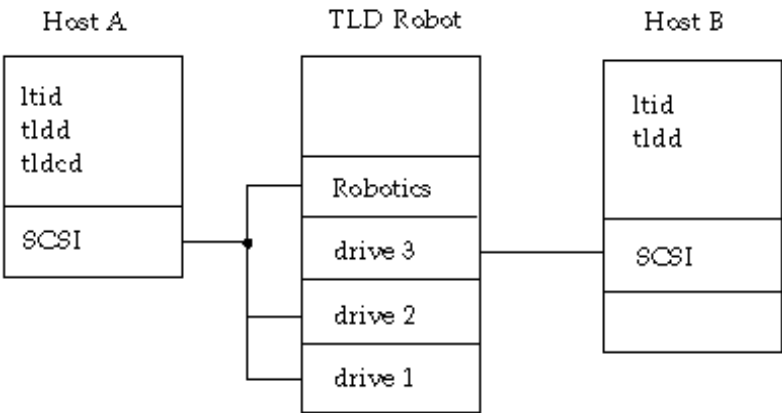 Host A
TLD Robot
Host B
ltid
tldd
tldcd
SCSI
Robotics
drive 3
drive 2
drive 1
ltid
tldd
SCSI